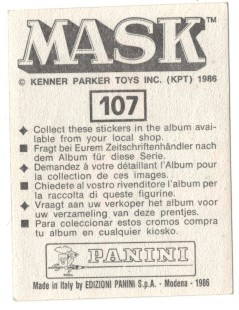 MASK™
© KENNER PARKER TOYS INC. (KPT) 1986
107
◆ Collect these stickers in the album avai-
lable from your local shop.
■ Fragt bei Eurem Zeitschriftenhändler nach
dem Album für diese Serie.
◆ Demandez à votre détaillant l'Album pour
la collection de ces images.
■ Chiedete al vostro rivenditore l'album per
la raccolta di queste figurine.
◆ Vraagt aan uw verkoper het album voor
uw verzameling van deze prentjes.
■ Para coleccionar estos cromos compra
tu album en cualquier kiosko.
PANINI
Made in Italy by EDIZIONI PANINI S.p.A. - Modena - 1986